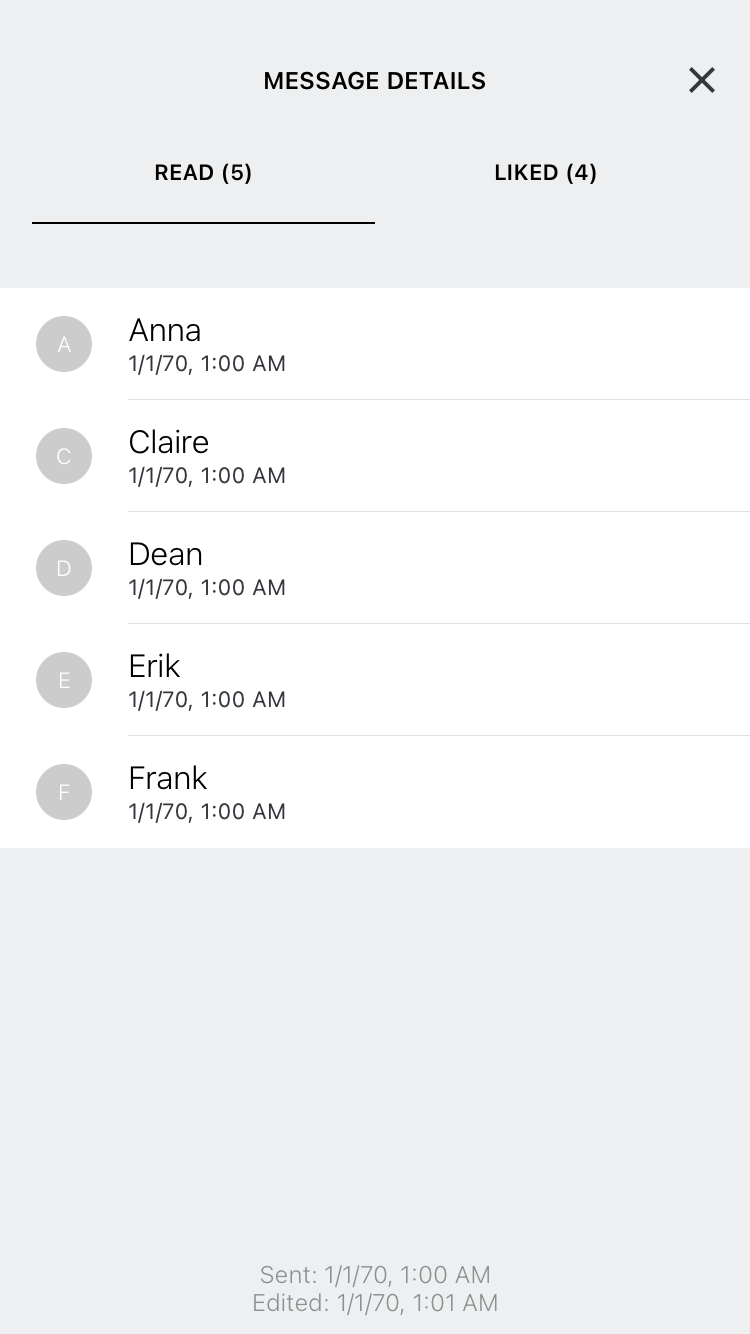 MESSAGE DETAILS
READ (5) LIKED (4)
A
Anna
1/1/70, 1:00 AM
C
Claire
1/1/70, 1:00 AM
D
Dean
1/1/70, 1:00 AM
E
Erik
1/1/70, 1:00 AM
F
Frank
1/1/70, 1:00 AM
Sent: 1/1/70, 1:00 AM
Edited: 1/1/70, 1:01 AM